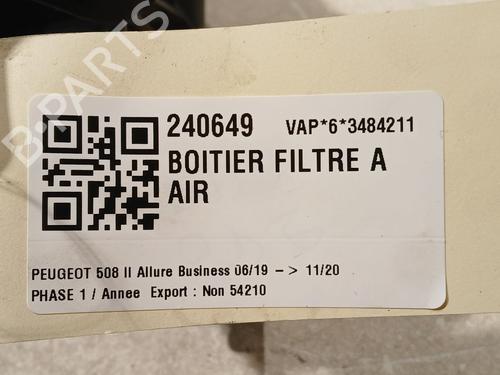 B-PARTS
240649 VAP*6*3484211
BOITIER FILTRE A
AIR
PEUGEOT 508 II Allure Business 06/19 – > 11/20
PHASE 1 / Annee Export : Non 54210